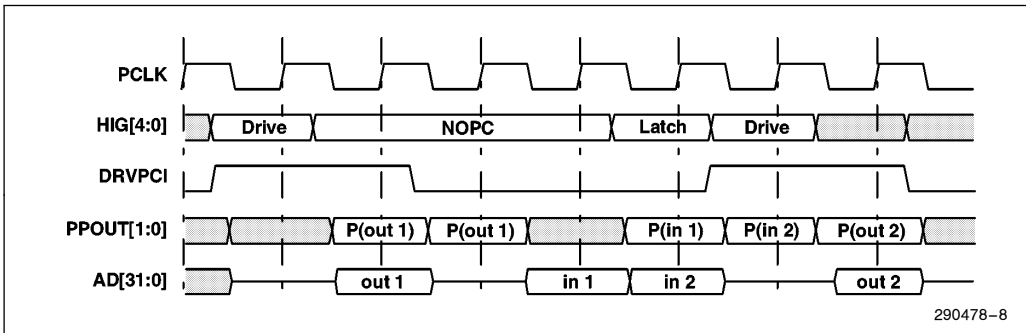 PCLK
HIG[4:0] Drive NOPC Latch Drive
DRVPCI
PPOUT[1:0] P(out 1) P(out 1) P(in 1) P(in 2) P(out 2)
AD[31:0] out 1 in 1 in 2 out 2
290478–8